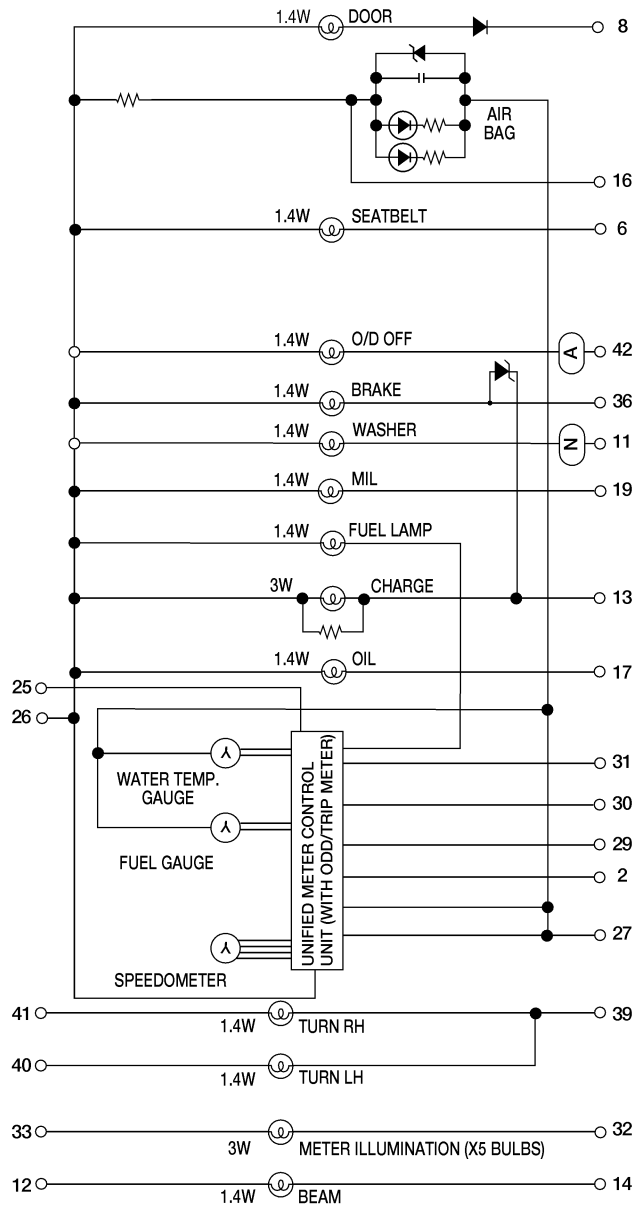 1.4W DOOR 8
AIR
BAG
16
1.4W SEATBELT 6
1.4W O/D OFF A 42
1.4W BRAKE 36
1.4W WASHER N 11
1.4W MIL 19
1.4W FUEL LAMP
3W CHARGE 13
1.4W OIL 17
25
26
UNIFIED METER CONTROL
UNIT (WITH ODD/TRIP METER)
31
WATER TEMP.
GAUGE
30
29
FUEL GAUGE
2
27
SPEEDOMETER
41 1.4W TURN RH 39
40 1.4W TURN LH
33 3W METER ILLUMINATION (X5 BULBS) 32
12 1.4W BEAM 14